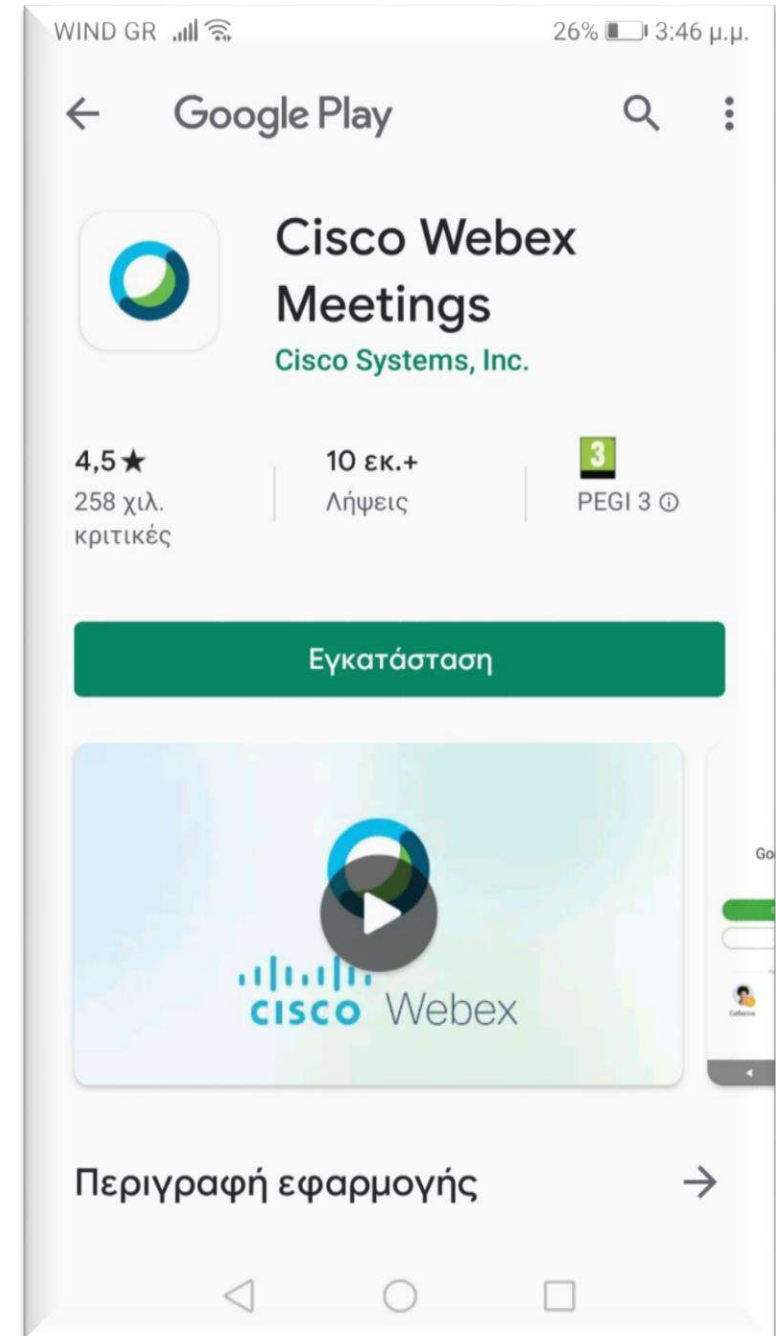 WIND GR 26% 3:46 μ.μ.
Google Play
Cisco Webex
Meetings
Cisco Systems, Inc.
4,5★
258 χιλ.
κριτικές
10 εκ.+
Λήψεις
3
PEGI 3
Εγκατάσταση
Go
CISCO Webex
Περιγραφή εφαρμογής